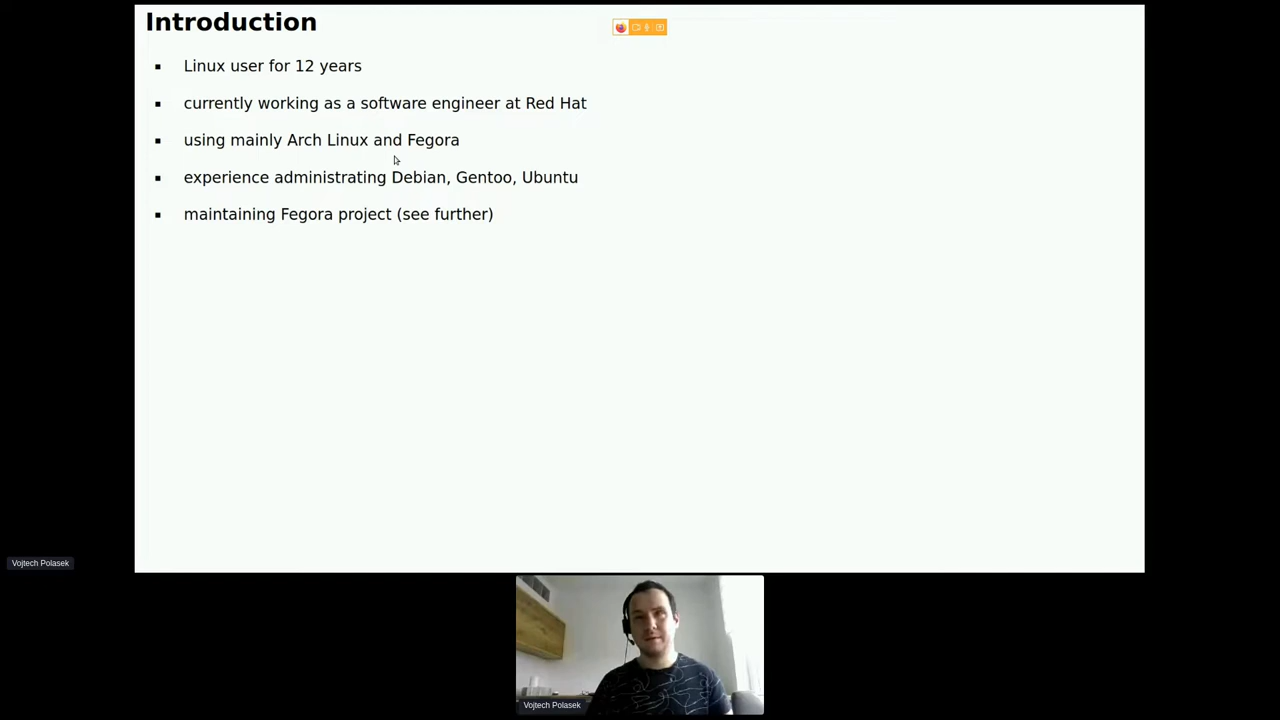 Introduction
Linux user for 12 years
currently working as a software engineer at Red Hat
using mainly Arch Linux and Fegora
experience administrating Debian, Gentoo, Ubuntu
maintaining Fegora project (see further)
Vojtech Polasek
Vojtech Polasek